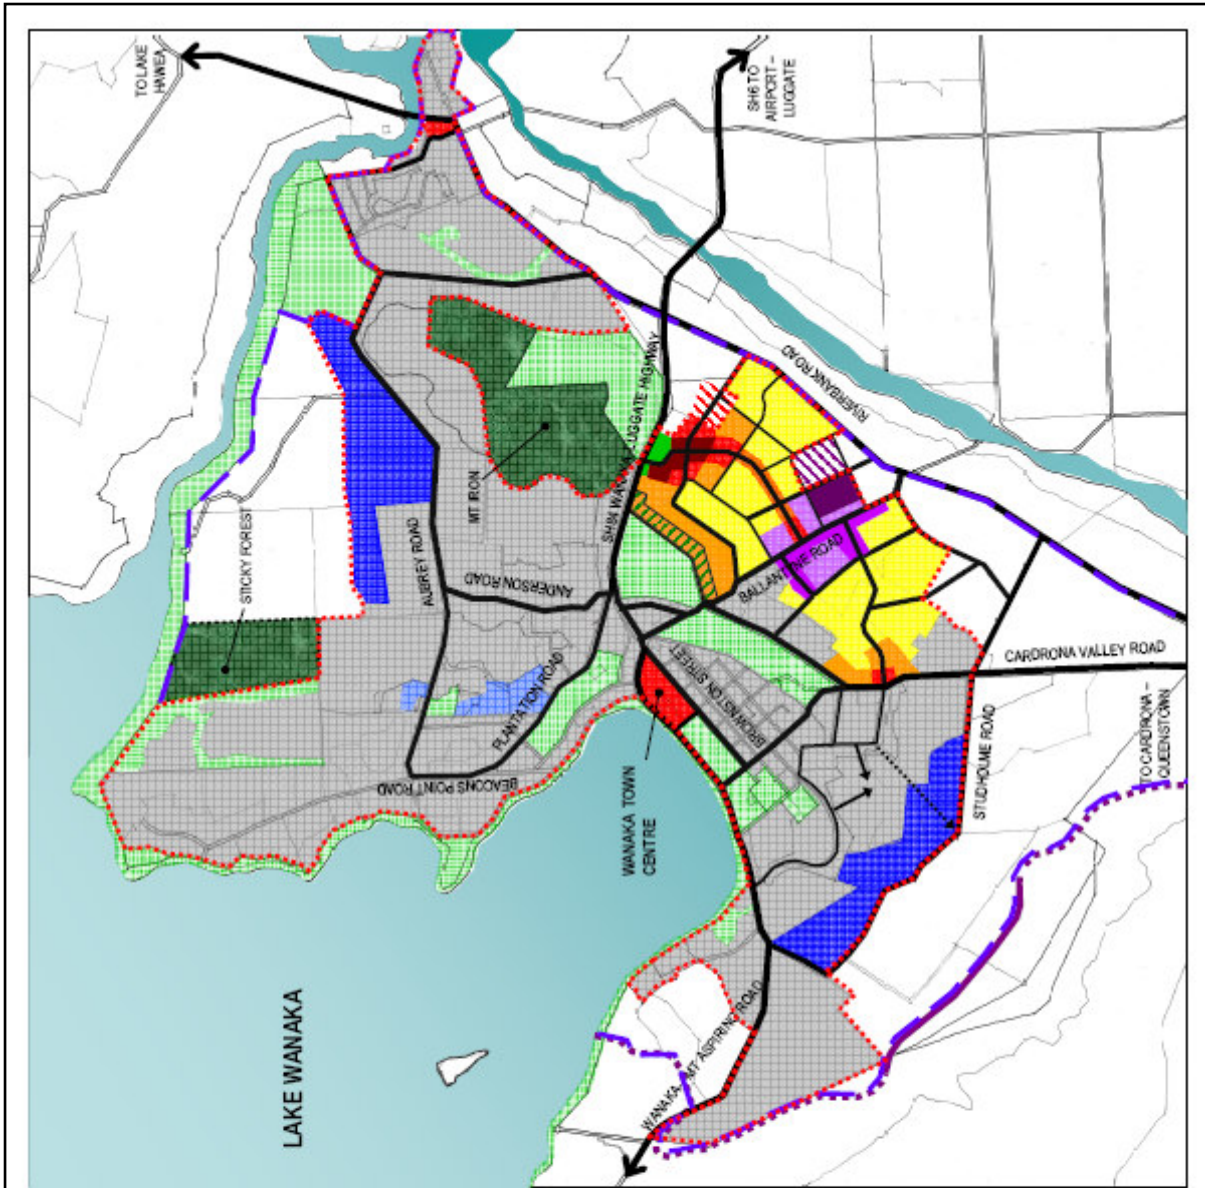 TO LAKE
HAWEA
SH6 TO
AIRPORT –
LUGGATE
RIVERBANK ROAD
MT IRON
STICKY FOREST
AUBREY ROAD
ANDERSON ROAD
BALLANTYNE ROAD
PLANTATION ROAD
BROWNSTON STREET
CARDRONA VALLEY ROAD
BEACONS POINT ROAD
WANAKA TOWN
CENTRE
STUDHOLME ROAD
TO CARDRONA –
QUEENSTOWN
LAKE WANAKA
WANAKA - MT ASPIRING ROAD
LUGGATE HIGHWAY